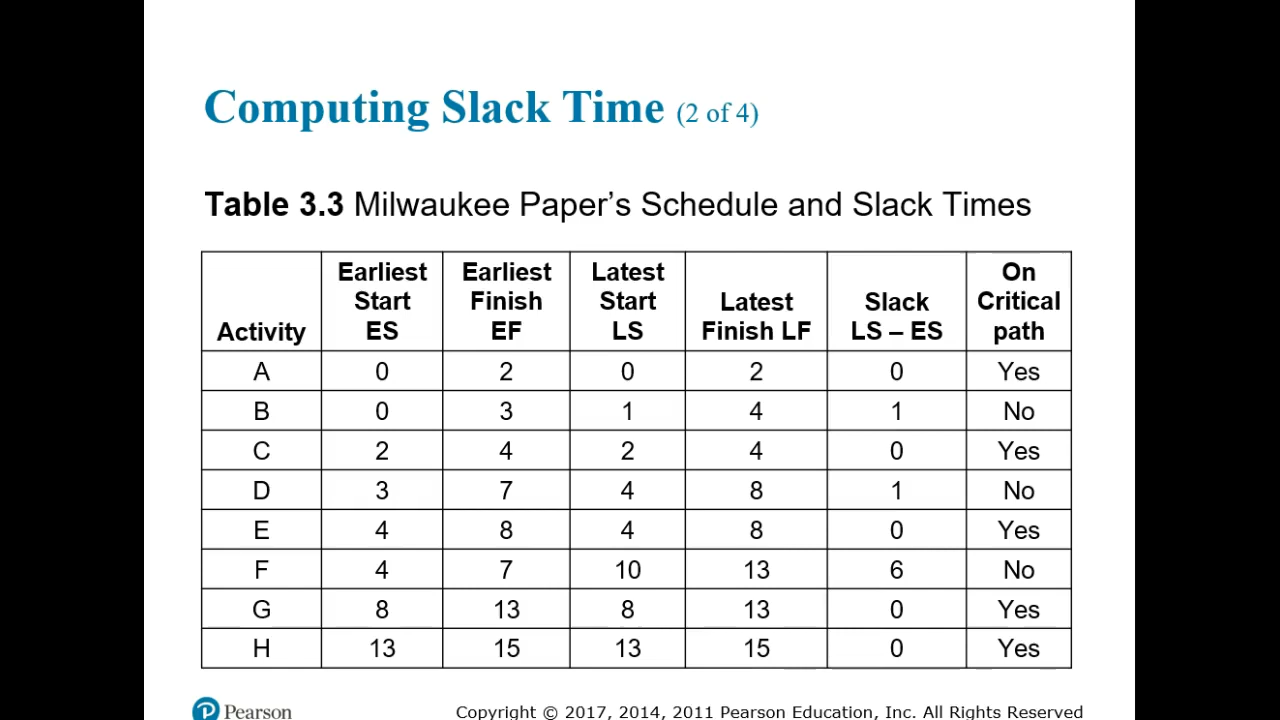 Computing Slack Time (2 of 4)
Table 3.3 Milwaukee Paper’s Schedule and Slack Times
Activity Earliest Start ES Earliest Finish EF Latest Start LS Latest Finish LF Slack LS – ES On Critical path
A 0 2 0 2 0 Yes
B 0 3 1 4 1 No
C 2 4 2 4 0 Yes
D 3 7 4 8 1 No
E 4 8 4 8 0 Yes
F 4 7 10 13 6 No
G 8 13 8 13 0 Yes
H 13 15 13 15 0 Yes
P Pearson Copyright © 2017, 2014, 2011 Pearson Education, Inc. All Rights Reserved